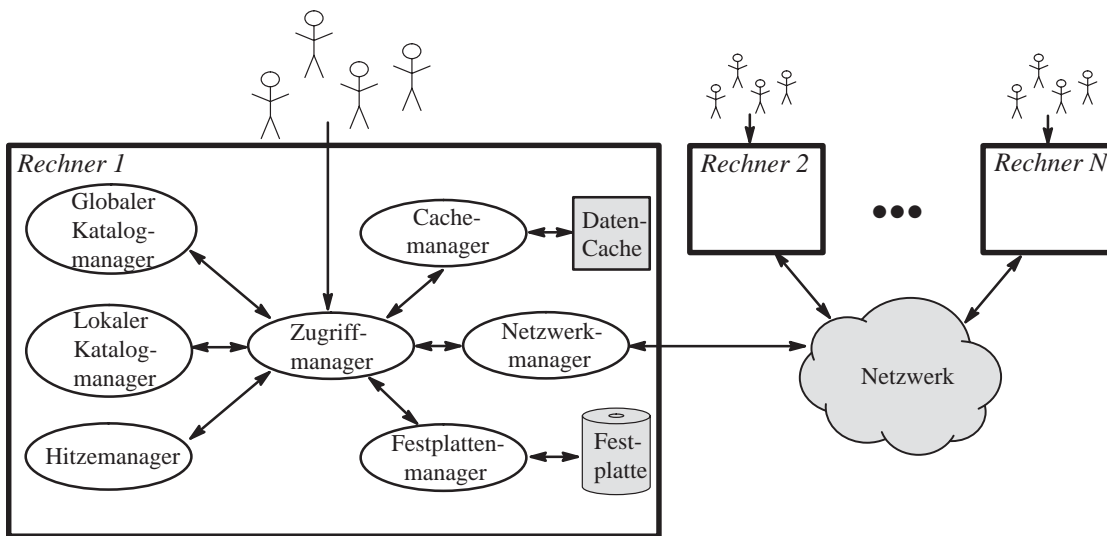 Rechner 1
Globaler
Katalog-
manager
Cache-
manager
Daten-
Cache
Lokaler
Katalog-
manager
Zugriff-
manager
Netzwerk-
manager
Hitzemanager
Festplatten-
manager
Fest-
platte
Rechner 2
Rechner N
Netzwerk